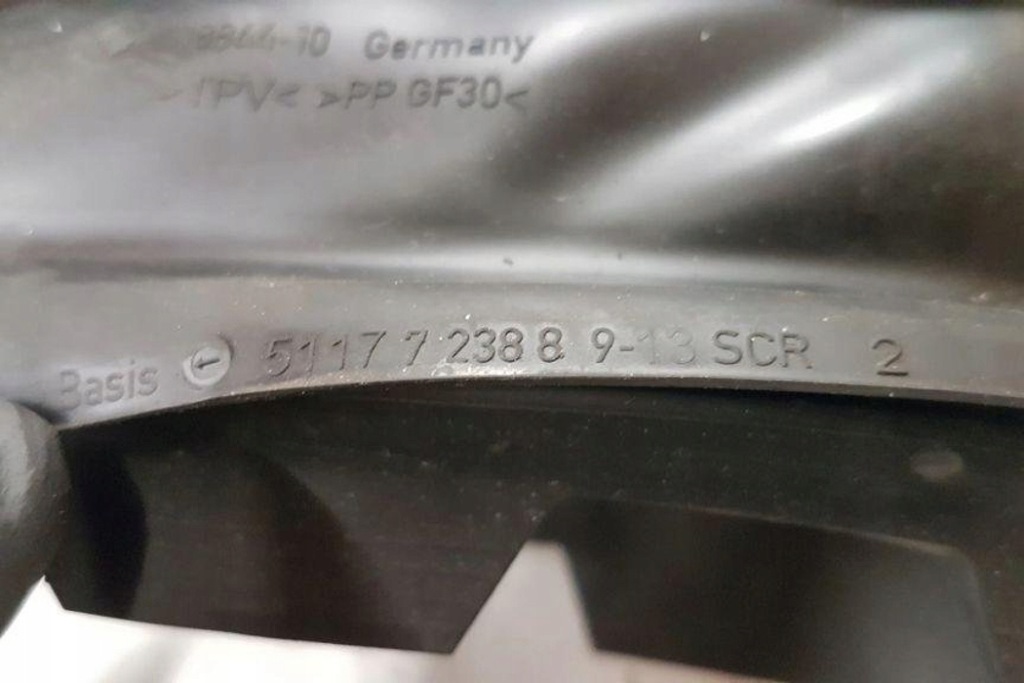 9844-10 Germany
TPV< >PP GF30<
Basis 5117 7 238 8 9-13 SCR 2